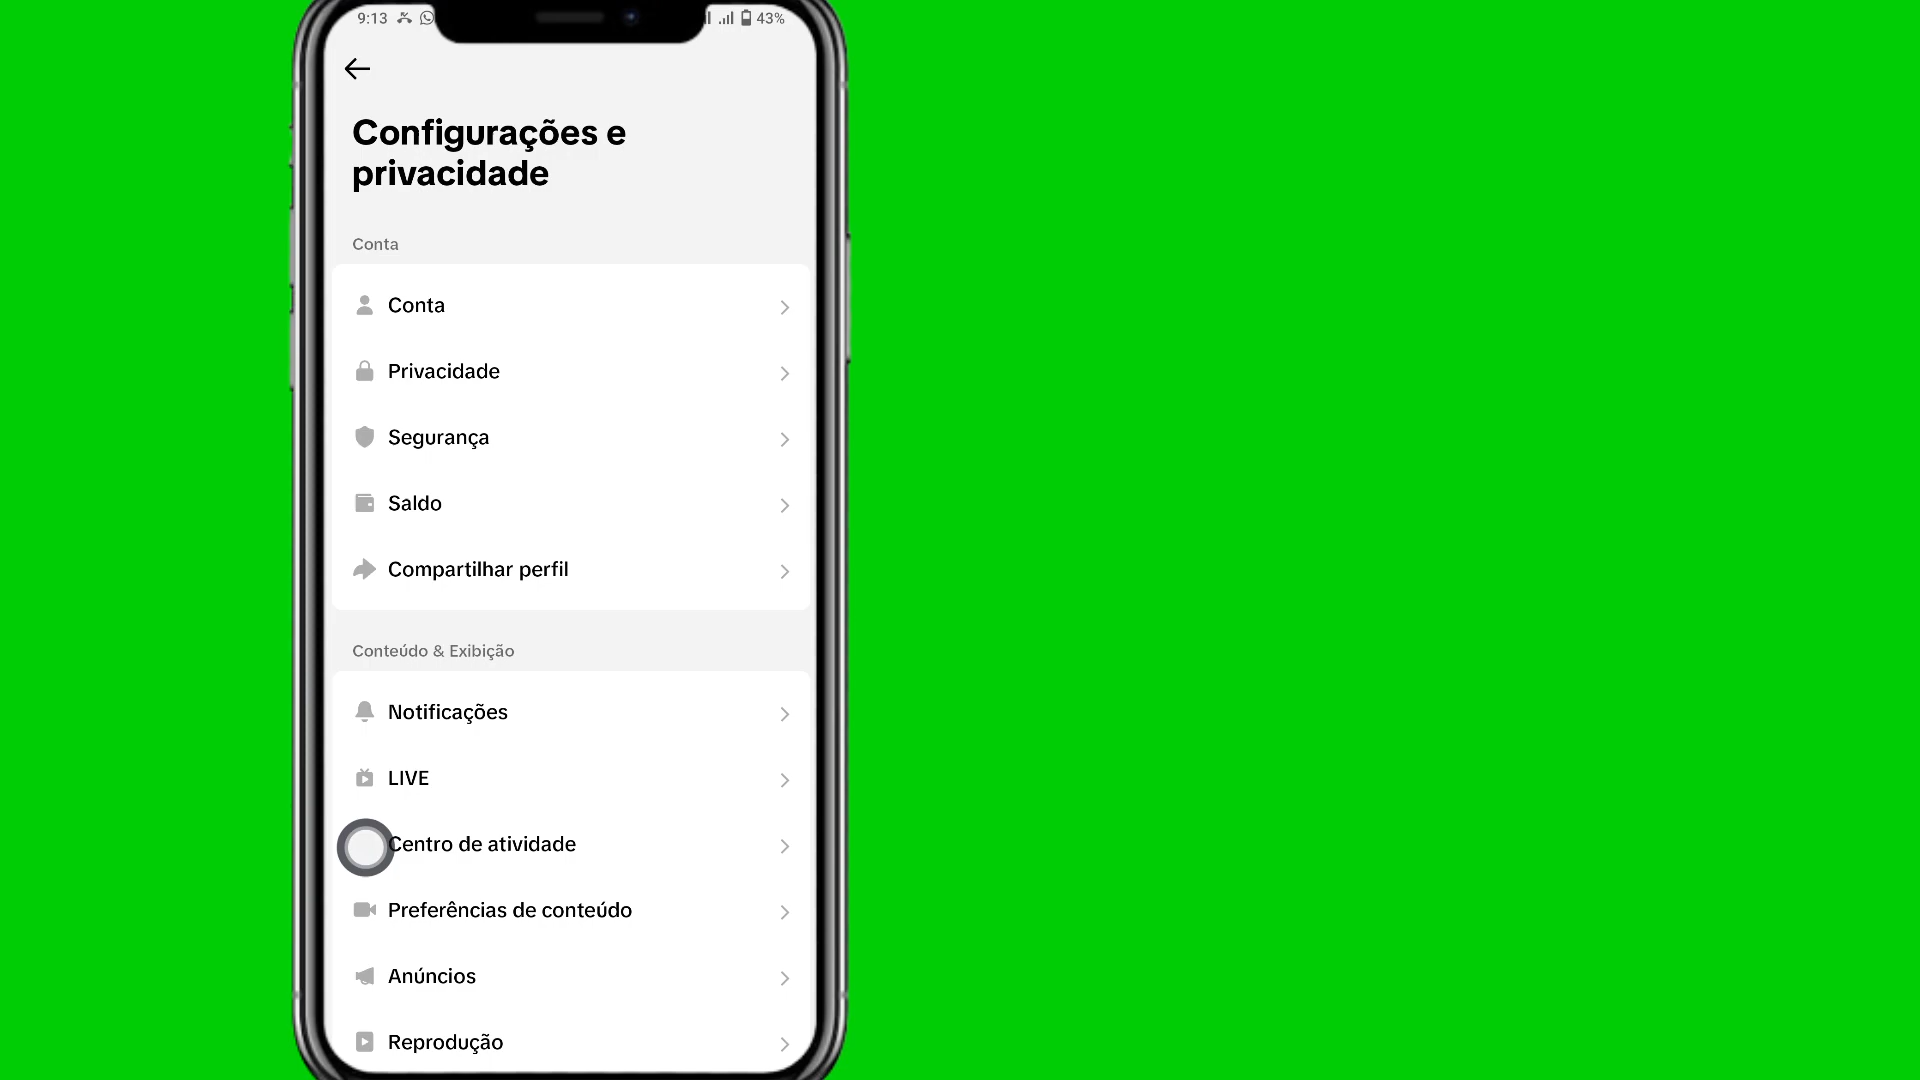 9:13 43%
Configurações e
privacidade
Conta
Conta
Privacidade
Segurança
Saldo
Compartilhar perfil
Conteúdo & Exibição
Notificações
LIVE
Centro de atividade
Preferências de conteúdo
Anúncios
Reprodução